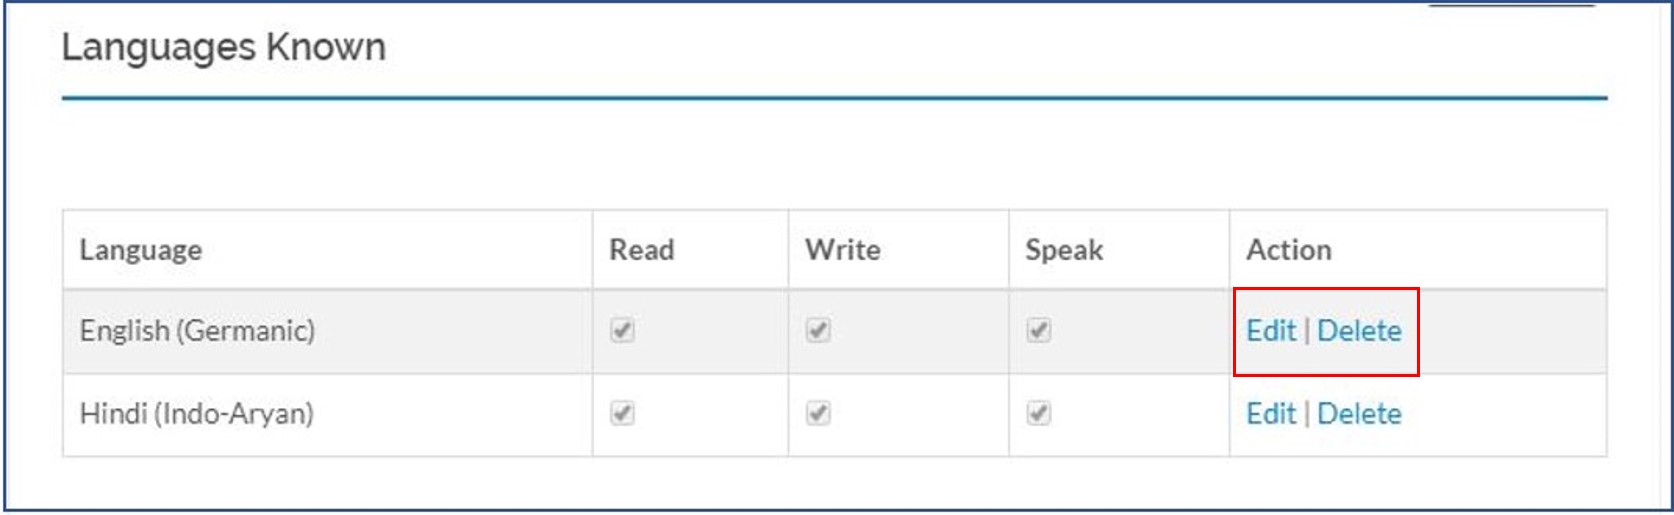 Languages Known
Language Read Write Speak Action
English (Germanic) Edit | Delete
Hindi (Indo-Aryan) Edit | Delete